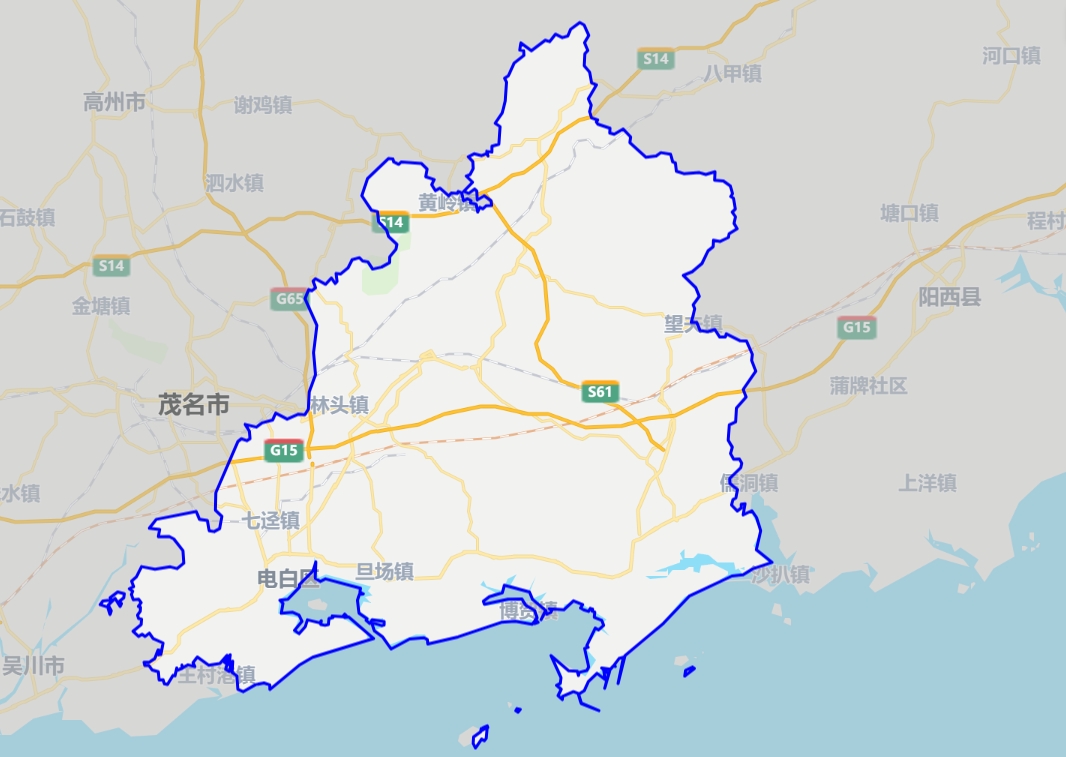 河口镇
S14
八甲镇
高州市
谢鸡镇
泗水镇
黄岭镇
石鼓镇
塘口镇
程村
S14
S14
G65
金塘镇
阳西县
望夫镇
G15
蒲牌社区
S61
茂名市
林头镇
G15
儒洞镇
上洋镇
水镇
七迳镇
旦场镇
电白区
沙扒镇
博贺镇
吴川市
王村港镇